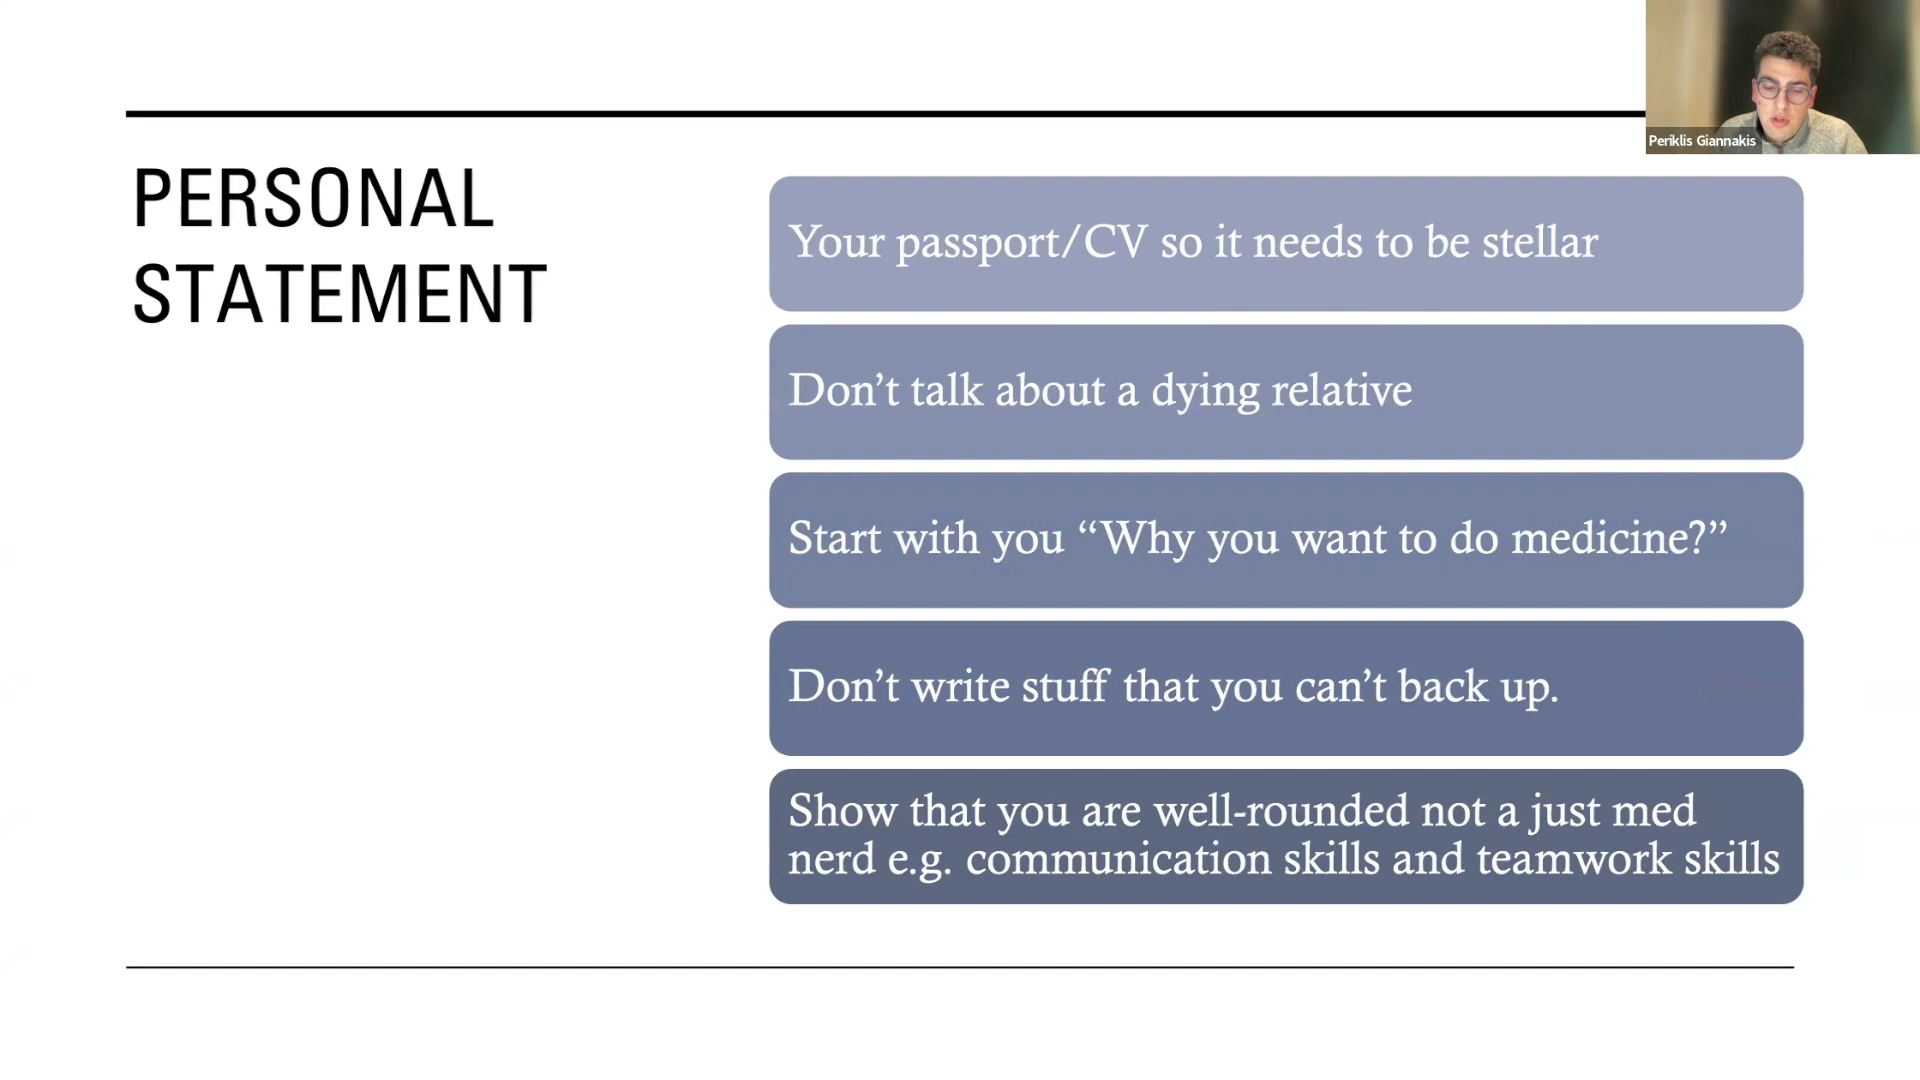 PERSONAL
STATEMENT
Your passport/CV so it needs to be stellar
Don’t talk about a dying relative
Start with you “Why you want to do medicine?”
Don’t write stuff that you can’t back up.
Show that you are well-rounded not a just med
nerd e.g. communication skills and teamwork skills
Periklis Giannakis